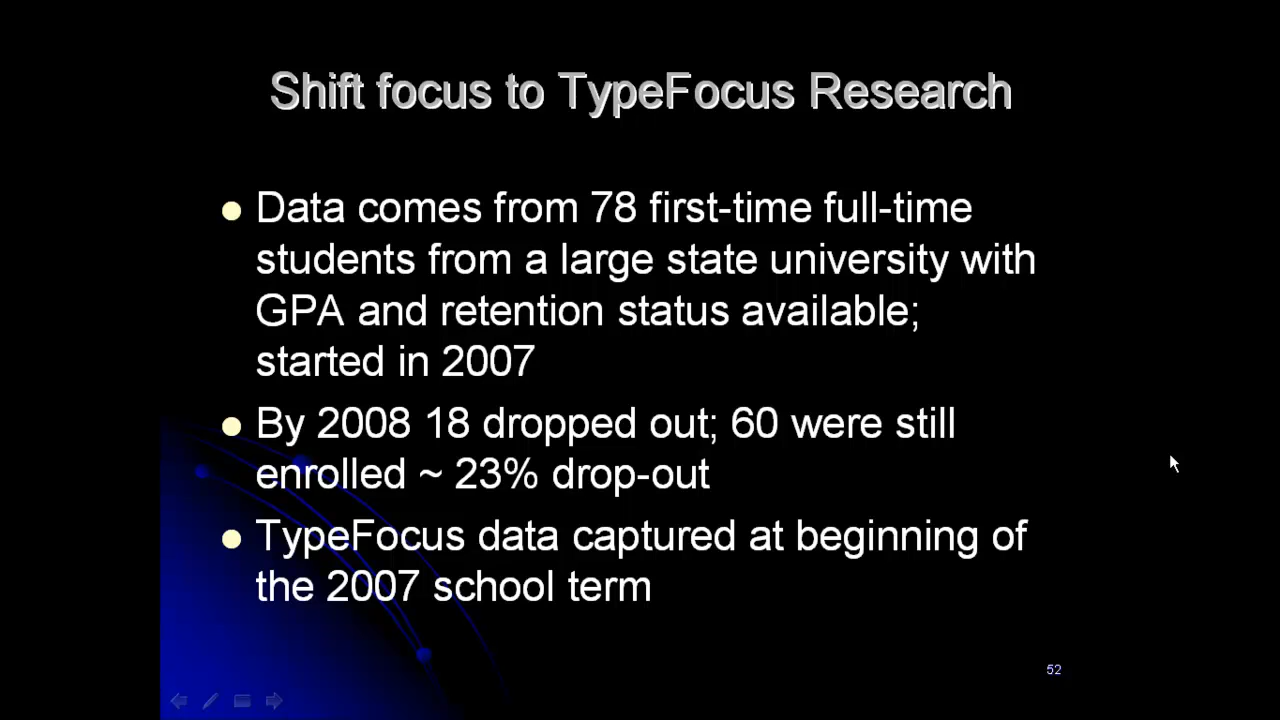 Shift focus to TypeFocus Research
Data comes from 78 first-time full-time
students from a large state university with
GPA and retention status available;
started in 2007
By 2008 18 dropped out; 60 were still
enrolled ~ 23% drop-out
TypeFocus data captured at beginning of
the 2007 school term
52